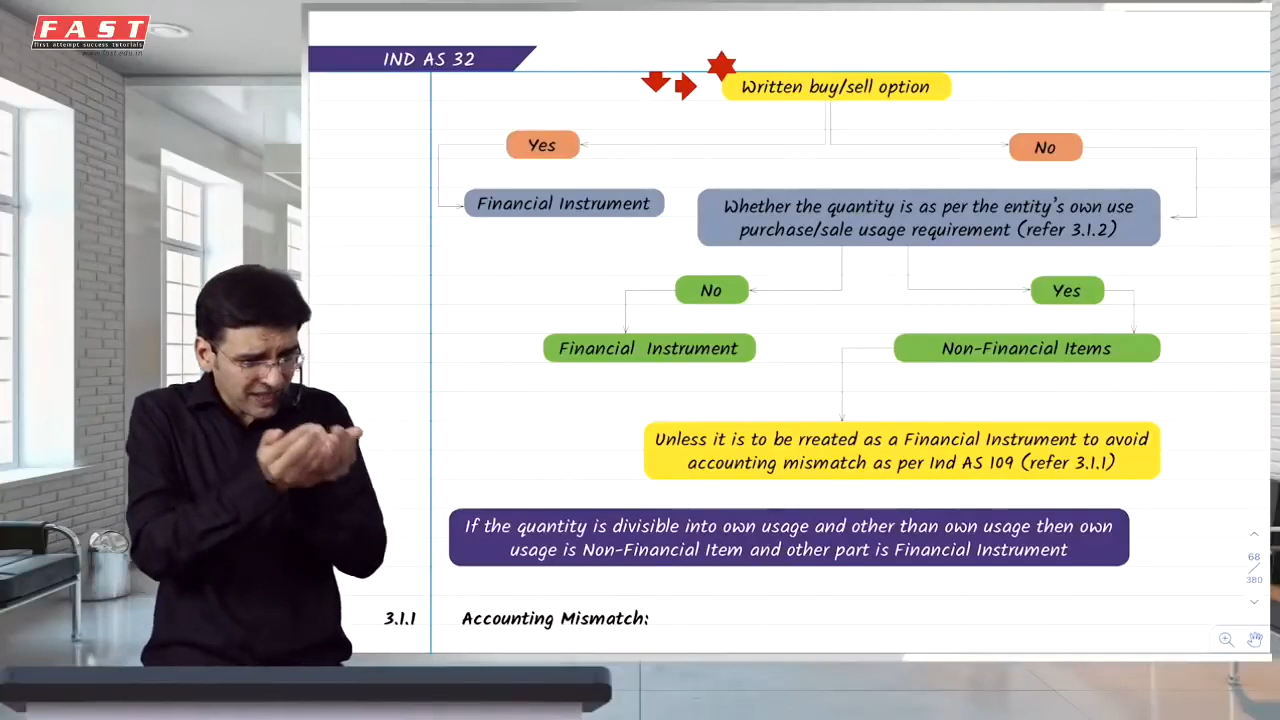 FAST
first attempt success tutorials
www.fast.edu.in
IND AS 32
Written buy/sell option
Yes
No
Financial Instrument
Whether the quantity is as per the entity's own use
purchase/sale usage requirement (refer 3.1.2)
No
Yes
Financial Instrument
Non-Financial Items
Unless it is to be rreated as a Financial Instrument to avoid
accounting mismatch as per Ind AS 109 (refer 3.1.1)
If the quantity is divisible into own usage and other than own usage then own
usage is Non-Financial Item and other part is Financial Instrument
68
380
3.1.1 Accounting Mismatch: